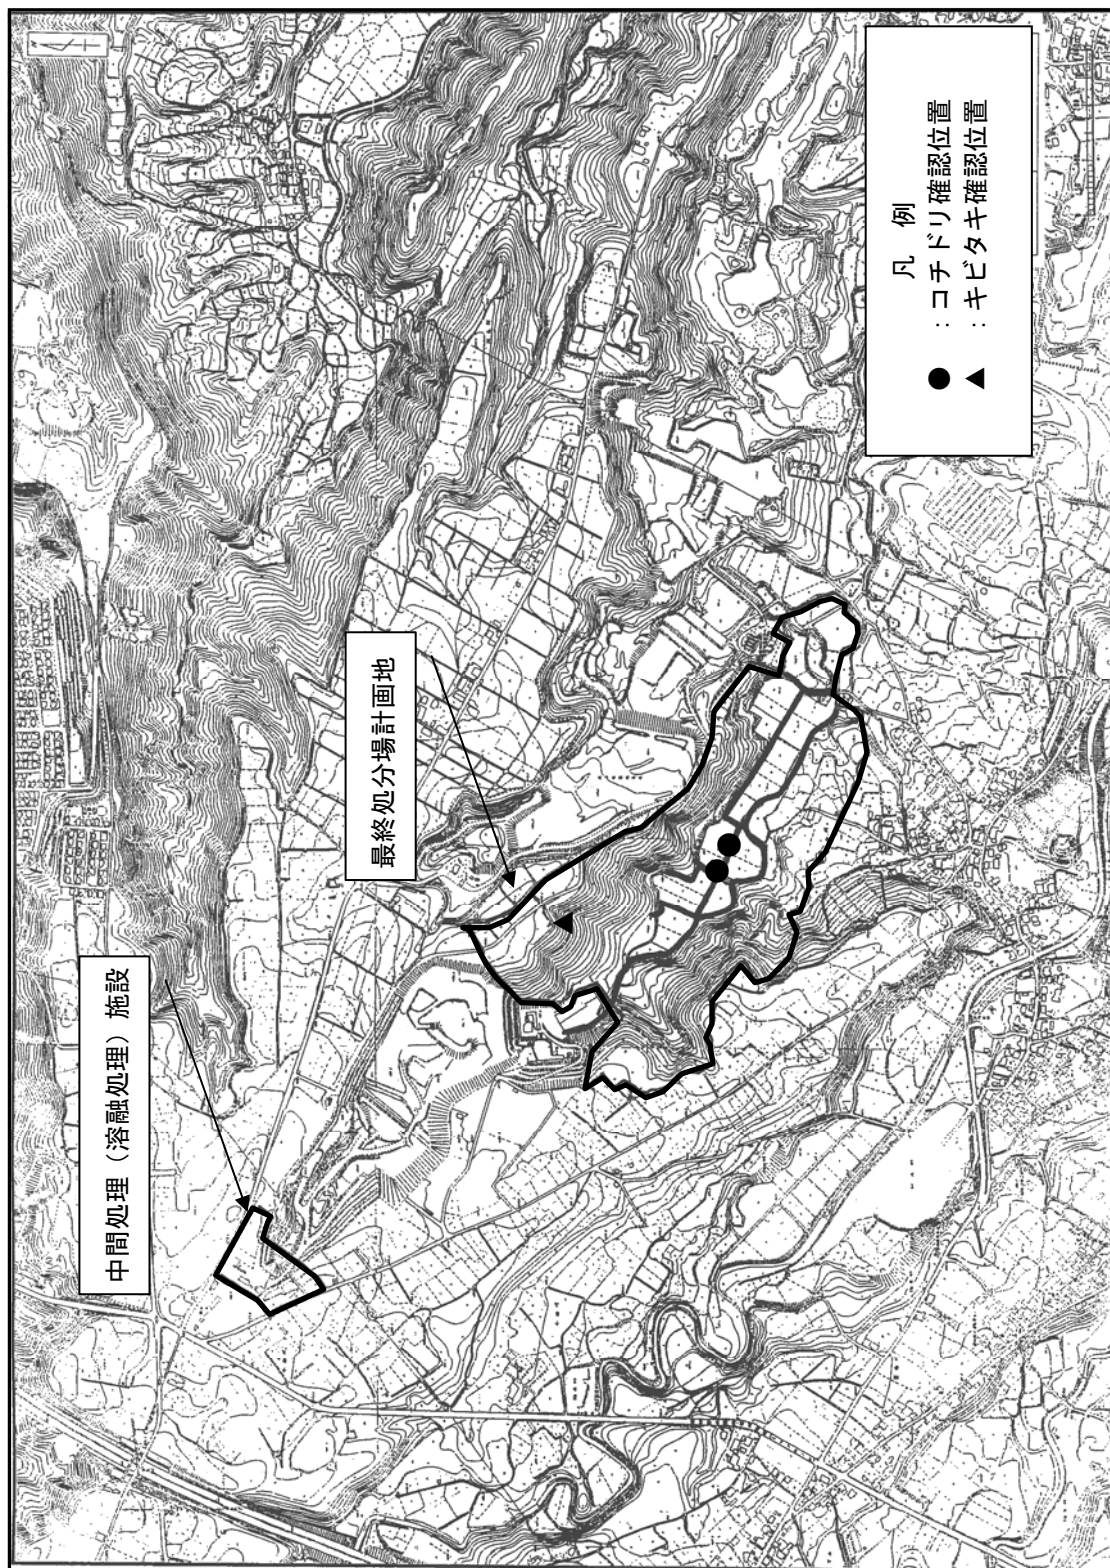 中間処理（溶融処理）施設
最終処分場計画地
凡例
● ：コチドリ確認位置
▲ ：キビタキ確認位置